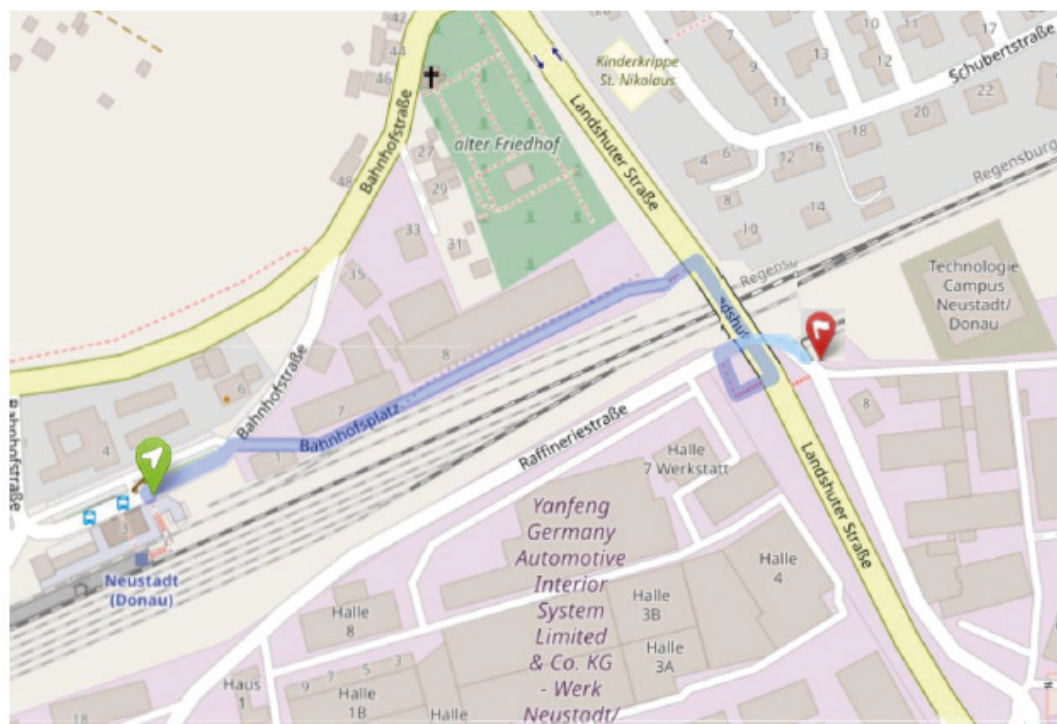 42
44
46
48
Bahnhofstraße
27
29
31
33
35
alter Friedhof
Kinderkrippe
St. Nikolaus
Landshuter Straße
7
9
11
13
10
11
17
Schubertstraße
22
20
18
16
12
14
4
6
8
10
Regensburg
Regensb
Technologie
Campus
Neustadt/
Donau
8
8
7
6
4
Bahnhofstraße
Bahnhofstraße
Bahnhofsplatz
Raffineriestraße
Landshuter Straße
Halle
7 Werkstatt
Neustadt
(Donau)
Yanfeng
Germany
Automotive
Interior
System
Limited
& Co. KG
- Werk
Neustadt/
Halle
4
Halle
3B
Halle
3A
Halle
8
3
5
7
9
Halle
1B
Halle
Haus
1
18